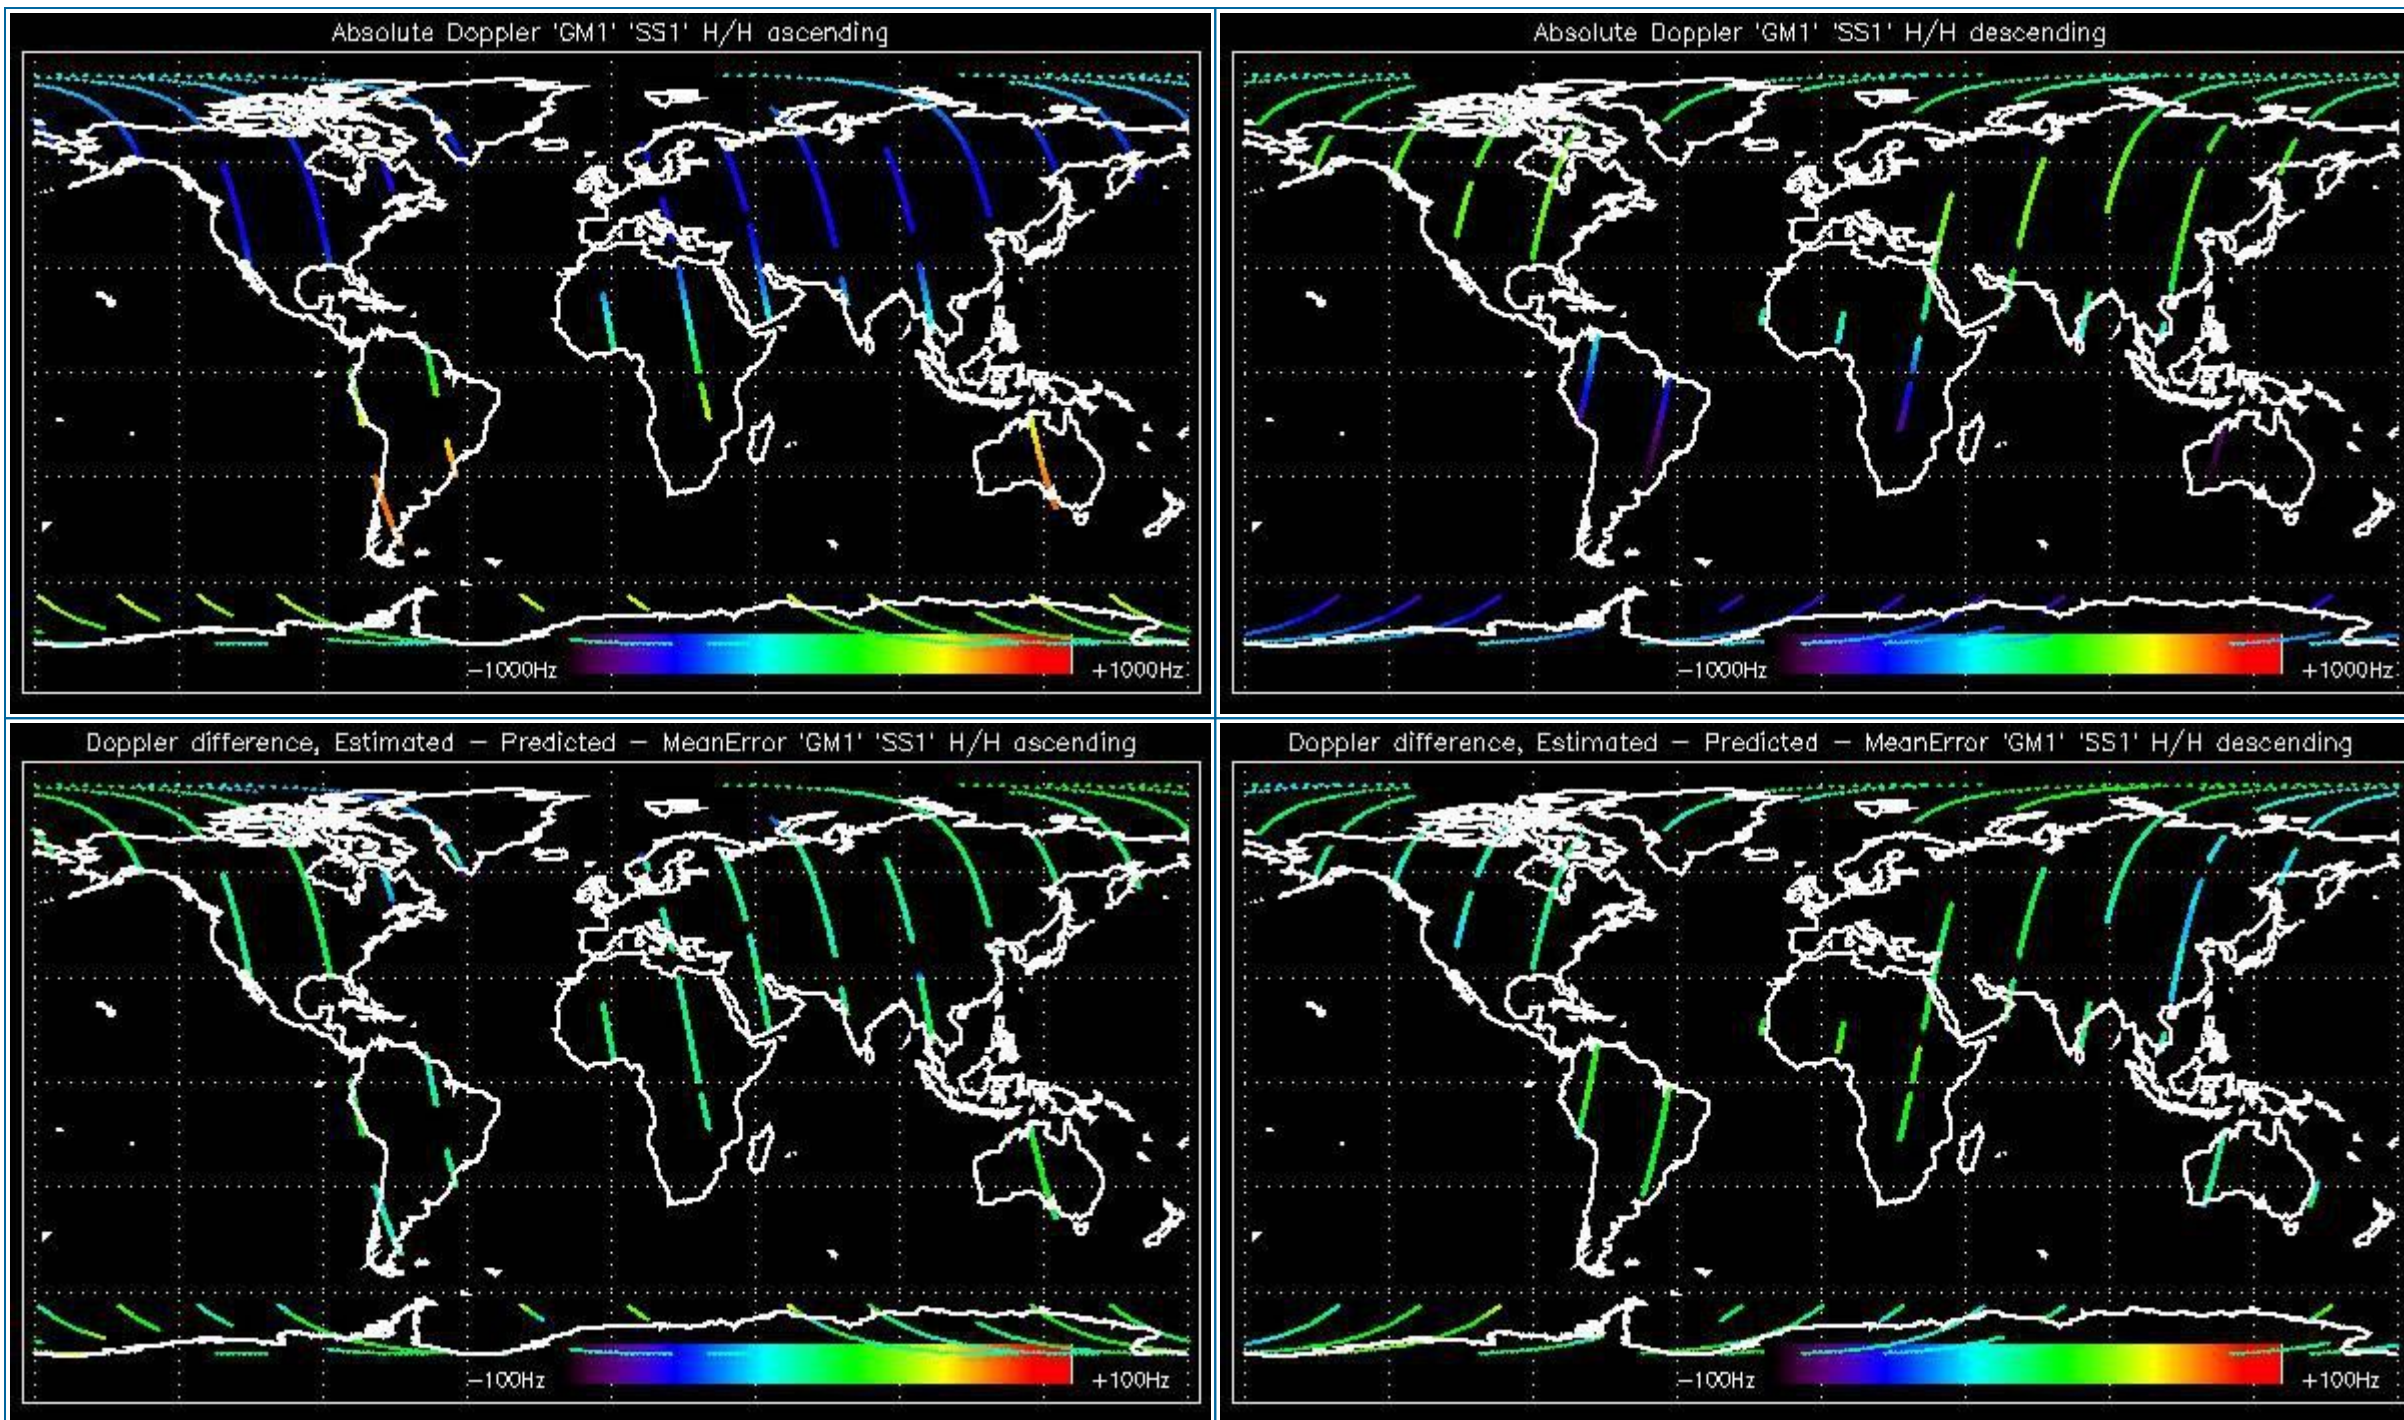 Absolute Doppler 'GM1' 'SS1' H/H ascending
-1000Hz
+1000Hz
Absolute Doppler 'GM1' 'SS1' H/H descending
-1000Hz
+1000Hz
Doppler difference, Estimated - Predicted - MeanError 'GM1' 'SS1' H/H ascending
-100Hz
+100Hz
Doppler difference, Estimated - Predicted - MeanError 'GM1' 'SS1' H/H descending
-100Hz
+100Hz